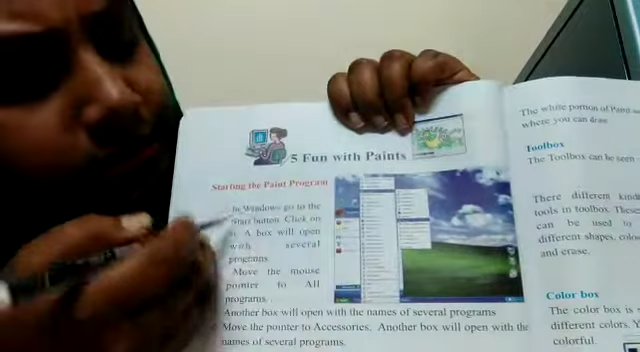 5 Fun with Paints
Starting the Paint Program
In Windows go to the
Start button. Click on
it. A box will open
with several
programs.
Move the mouse
pointer to All
programs.
Another box will open with the names of several programs
Move the pointer to Accessories. Another box will open with the
names of several programs.
The white portion of Paint
where you can draw
Toolbox
The Toolbox can be seen
There different kind
tools in toolbox. These
can be used to
different shapes, colo
and erase.
Color box
The color box is
different colors. Y
colorful.